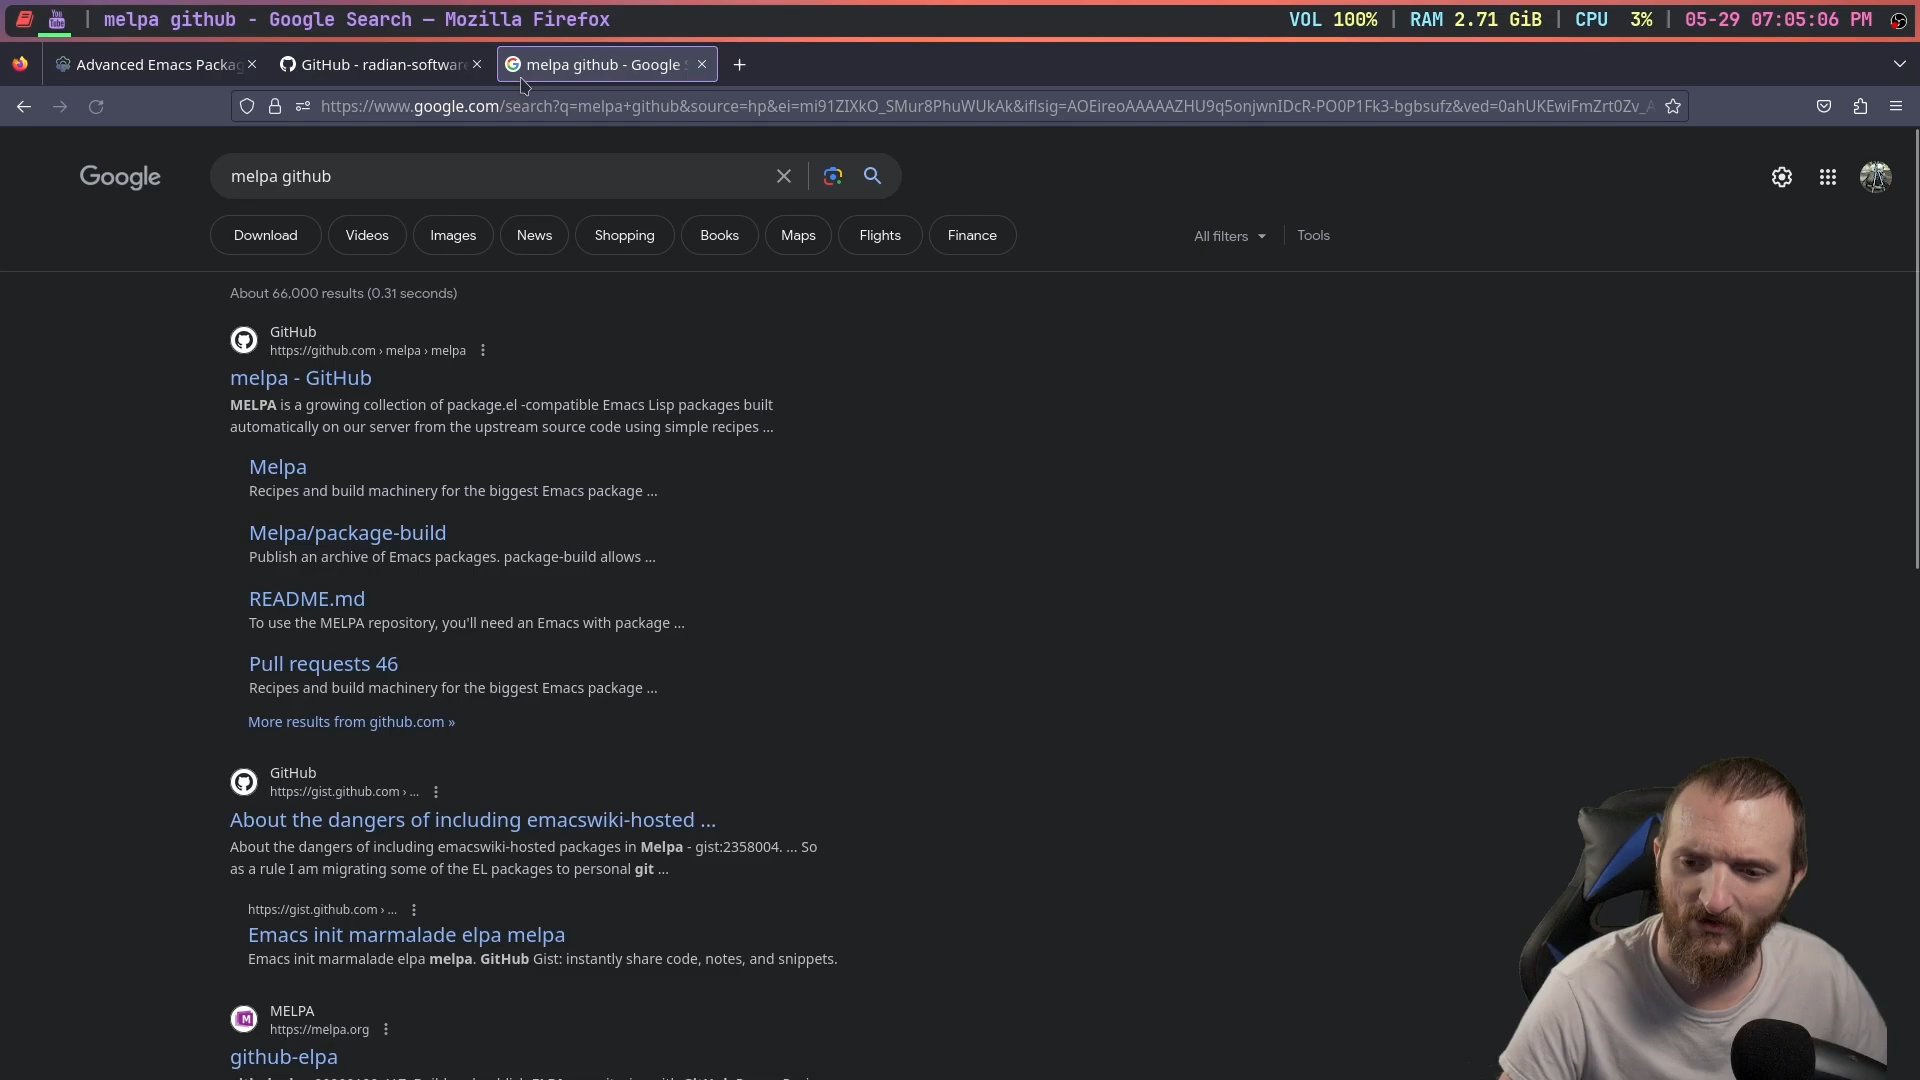 You
Tube
| melpa github - Google Search — Mozilla Firefox
VOL 100% | RAM 2.71 GiB | CPU 3% | 05-29 07:05:06 PM
Advanced Emacs Packag
GitHub - radian-software
melpa github - Google S
https://www.google.com/search?q=melpa+github&source=hp&ei=mi91ZIXkO_SMur8PhuWUkAk&iflsig=AOEireoAAAAAZHU9q5onjwnIDcR-PO0P1Fk3-bgbsufz&ved=0ahUKEwiFmZrt0Zv_A
Google
melpa github
Download
Videos
Images
News
Shopping
Books
Maps
Flights
Finance
All filters
Tools
About 66,000 results (0.31 seconds)
GitHub
https://github.com › melpa › melpa
melpa - GitHub
MELPA is a growing collection of package.el -compatible Emacs Lisp packages built
automatically on our server from the upstream source code using simple recipes ...
Melpa
Recipes and build machinery for the biggest Emacs package ...
Melpa/package-build
Publish an archive of Emacs packages. package-build allows ...
README.md
To use the MELPA repository, you'll need an Emacs with package ...
Pull requests 46
Recipes and build machinery for the biggest Emacs package ...
More results from github.com »
GitHub
https://gist.github.com › ...
About the dangers of including emacswiki-hosted ...
About the dangers of including emacswiki-hosted packages in Melpa - gist:2358004. ... So
as a rule I am migrating some of the EL packages to personal git ...
https://gist.github.com › ...
Emacs init marmalade elpa melpa
Emacs init marmalade elpa melpa. GitHub Gist: instantly share code, notes, and snippets.
M
MELPA
https://melpa.org
github-elpa